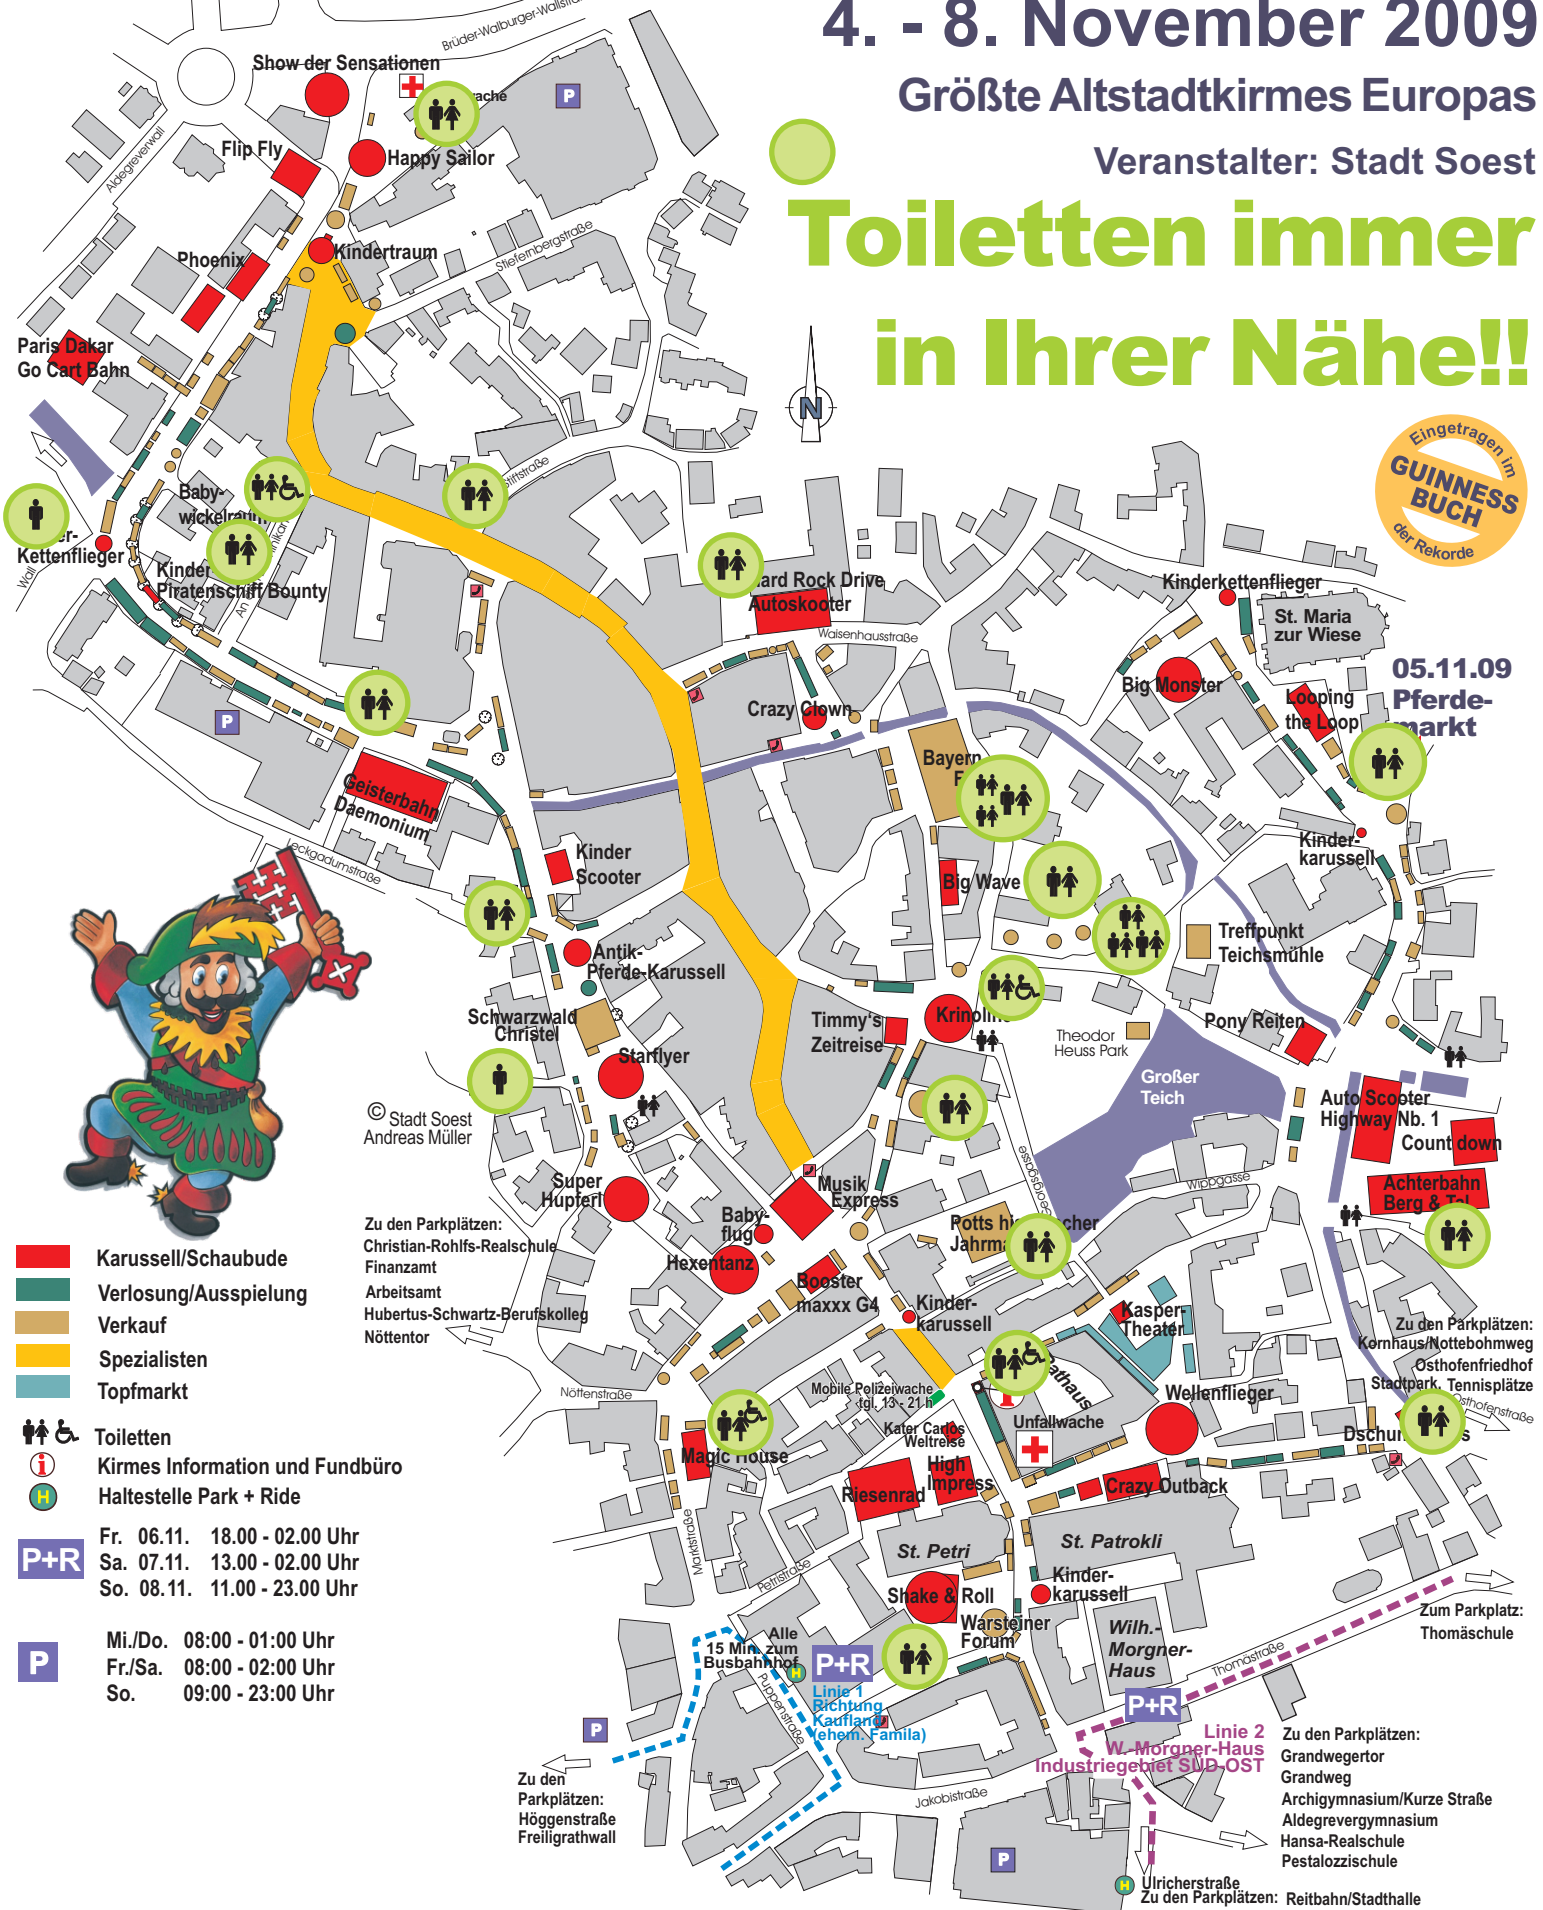 4. - 8. November 2009
Größte Altstadtkirmes Europas
Veranstalter: Stadt Soest
Toiletten immer
in Ihrer Nähe!!
Eingetragen im
GUINNESS
BUCH
der Rekorde
Brüder-Walburger-Wallstr
Show der Sensationen
Aldegreverwall
Flip Fly
Happy Sailor
Kindertraum
Stiefernbergstraße
Phoenix
Paris Dakar
Go Cart Bahn
N
P
Stiftstraße
Baby-
wickelraum
er-
Kettenflieger
Wall
Kinder
Piratenschiff Bounty
Hard Rock Drive
Autoskooter
Waisenhausstraße
Kinderkettenflieger
St. Maria
zur Wiese
05.11.09
Pferde-
markt
Big Monster
Looping
the Loop
Crazy Clown
P
Bayern
Geisterbahn
Daemonium
Leckgadumstraße
Kinder
Scooter
Kinder-
karussell
Big Wave
Treffpunkt
Teichsmühle
Antik-
Pferde-Karussell
Schwarzwald
Christel
Starflyer
Timmy's
Zeitreise
Krinoline
Theodor
Heuss Park
Pony Reiten
Großer
Teich
Auto Scooter
Highway Nb. 1
Count down
Achterbahn
Berg & Tal
© Stadt Soest
Andreas Müller
Super
Hupferl
Musik
Express
Baby-
flug
Hexentanz
Booster
maxxx G4
Wippgasse
Georgsgasse
Potts his cher
Jahrma
Kinder-
karussell
Kasper-
Theater
Zu den Parkplätzen:
Christian-Rohlfs-Realschule
Finanzamt
Arbeitsamt
Hubertus-Schwartz-Berufskolleg
Nöttentor
Zu den Parkplätzen:
Kornhaus/Nottebohmweg
Osthofenfriedhof
Stadtpark, Tennisplätze
Osthofenstraße
Karussell/Schaubude
Verlosung/Ausspielung
Verkauf
Spezialisten
Topfmarkt
Toiletten
i Kirmes Information und Fundbüro
H Haltestelle Park + Ride
P+R
Fr. 06.11. 18.00 - 02.00 Uhr
Sa. 07.11. 13.00 - 02.00 Uhr
So. 08.11. 11.00 - 23.00 Uhr
P
Mi./Do. 08:00 - 01:00 Uhr
Fr./Sa. 08:00 - 02:00 Uhr
So. 09:00 - 23:00 Uhr
Nöttenstraße
Mobile Polizeiwache
tgl. 13 - 21 h
Rathaus
i
Unfallwache
Wellenflieger
Kater Carlos
Weltreise
High
Impress
Riesenrad
Magic House
Crazy Outback
Marktstraße
St. Petri
St. Patrokli
Petristraße
Shake & Roll
Kinder-
karussell
Warsteiner
Forum
Wilh.-
Morgner-
Haus
Thomästraße
Zum Parkplatz:
Thomäschule
Alle
15 Min. zum
Busbahnhof
H
P+R
Linie 1
Richtung
Kaufland
(ehem. Famila)
Puppenstraße
P
Zu den
Parkplätzen:
Höggenstraße
Freiligrathwall
P+R
Linie 2
W.-Morgner-Haus
Industriegebiet SÜD-OST
Jakobistraße
P
Zu den Parkplätzen:
Grandwegertor
Grandweg
Archigymnasium/Kurze Straße
Aldegrevergymnasium
Hansa-Realschule
Pestalozzischule
H
Ulricherstraße
Zu den Parkplätzen: Reitbahn/Stadthalle